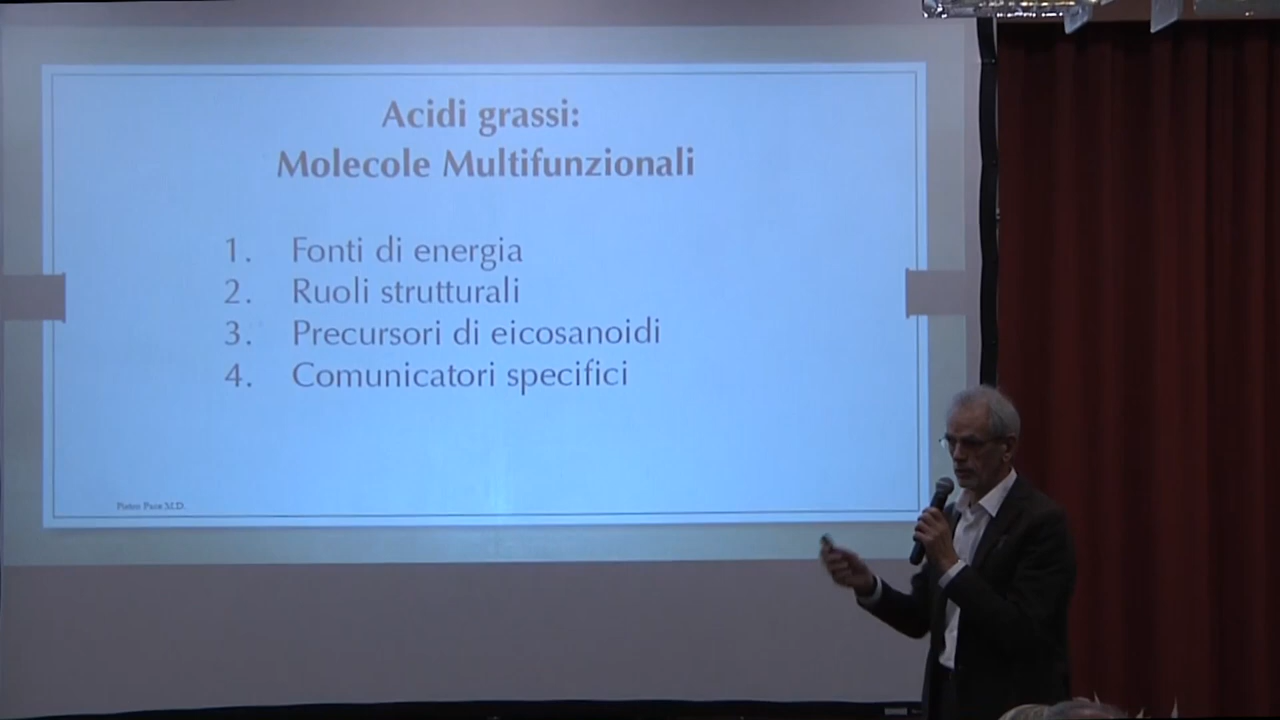 Acidi grassi:
Molecole Multifunzionali
1. Fonti di energia
2. Ruoli strutturali
3. Precursori di eicosanoidi
4. Comunicatori specifici
M.D.